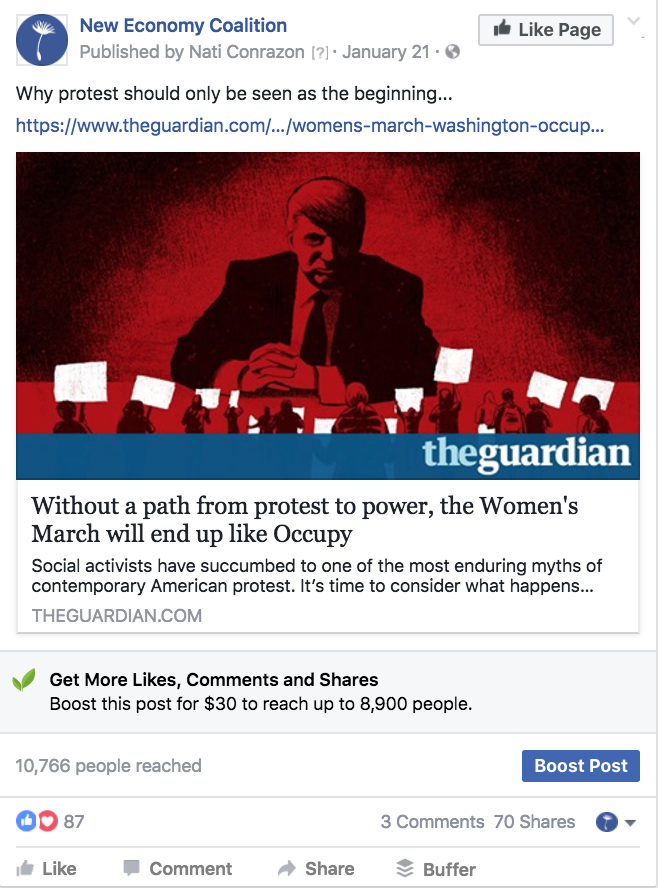 New Economy Coalition
Published by Nati Conrazon [?] · January 21 ·
Like Page
Why protest should only be seen as the beginning...
https://www.theguardian.com/.../womens-march-washington-occup...
theguardian
Without a path from protest to power, the Women's
March will end up like Occupy
Social activists have succumbed to one of the most enduring myths of
contemporary American protest. It's time to consider what happens...
THEGUARDIAN.COM
Get More Likes, Comments and Shares
Boost this post for $30 to reach up to 8,900 people.
10,766 people reached
Boost Post
87
3 Comments 70 Shares
Like Comment Share Buffer